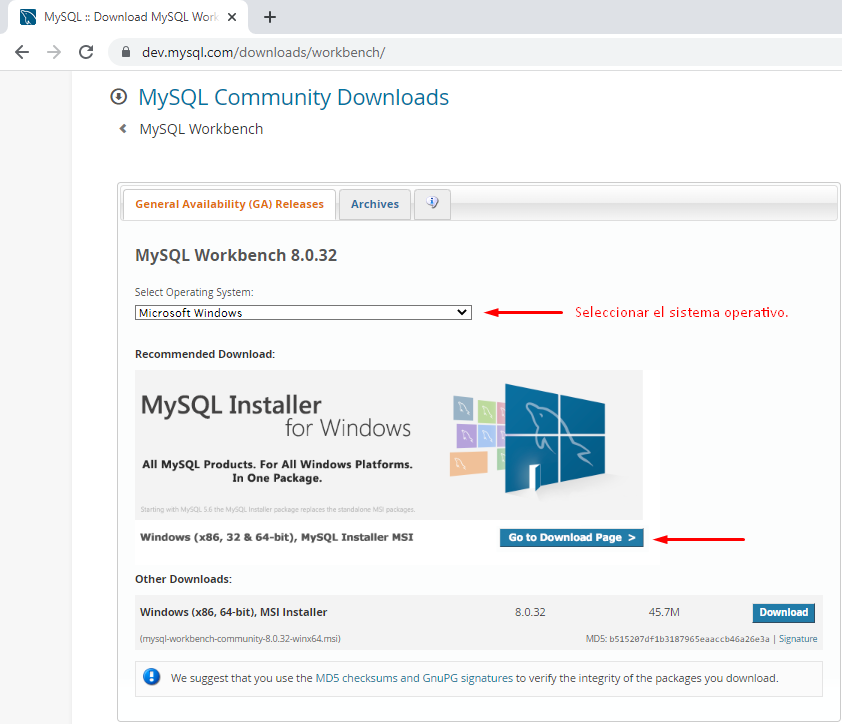 MySQL :: Download MySQL Work
dev.mysql.com/downloads/workbench/
MySQL Community Downloads
MySQL Workbench
General Availability (GA) Releases
Archives
MySQL Workbench 8.0.32
Select Operating System:
Microsoft Windows
Seleccionar el sistema operativo.
Recommended Download:
MySQL Installer
for Windows
All MySQL Products. For All Windows Platforms.
In One Package.
Starting with MySQL 5.6 the MySQL Installer package replaces the standalone MSI packages.
Windows (x86, 32 & 64-bit), MySQL Installer MSI
Go to Download Page >
Other Downloads:
Windows (x86, 64-bit), MSI Installer 8.0.32 45.7M Download
(mysql-workbench-community-8.0.32-winx64.msi) MD5: b515207df1b3187965eaaccb46a26e3a | Signature
We suggest that you use the MD5 checksums and GnuPG signatures to verify the integrity of the packages you download.